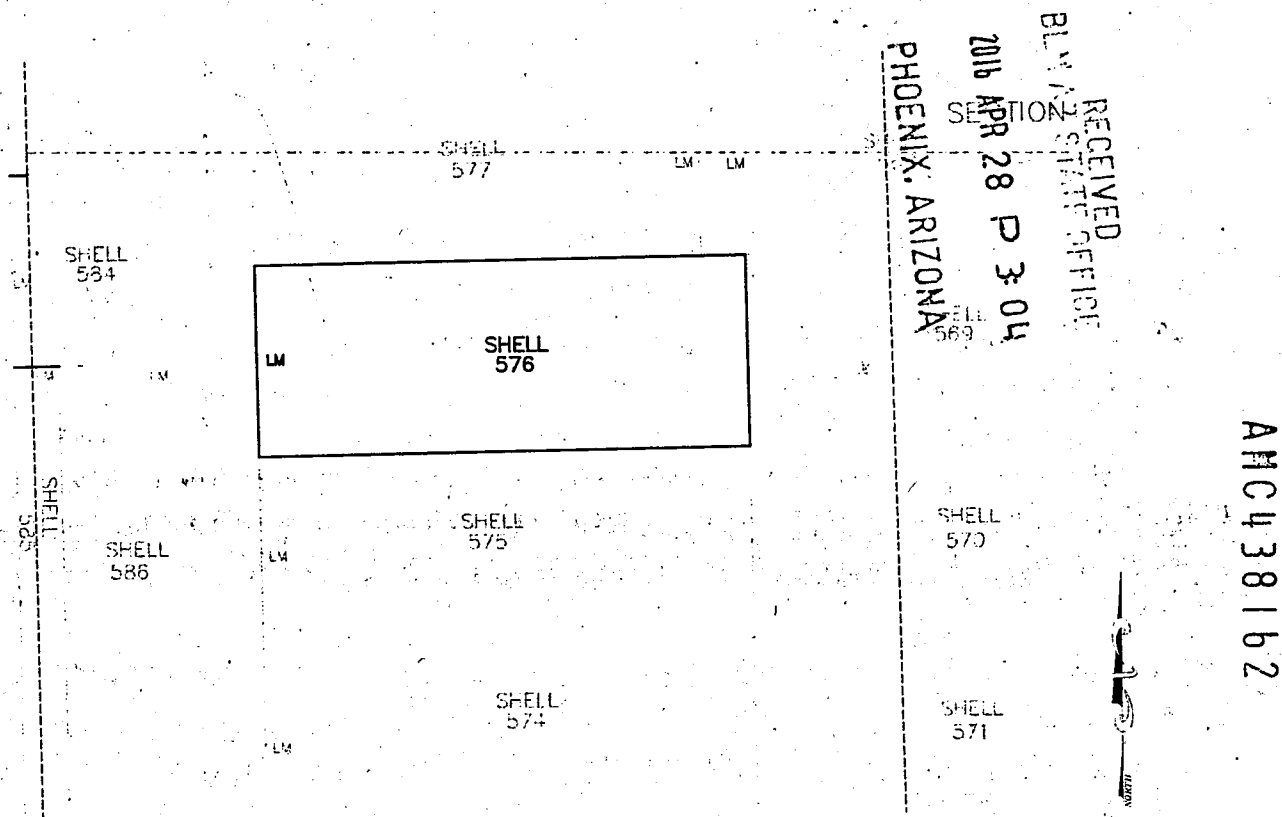 RECEIVED
BLM AZ STATE OFFICE
2016 APR 28 P 3:04
PHOENIX, ARIZONA
SECTION
SHELL
577
LM LM
SHELL
584
SHELL
576
LM
LM
SHELL
569
SHELL
585
SHELL
586
SHELL
575
LM
SHELL
570
SHELL
574
LM
SHELL
571
AMC438162